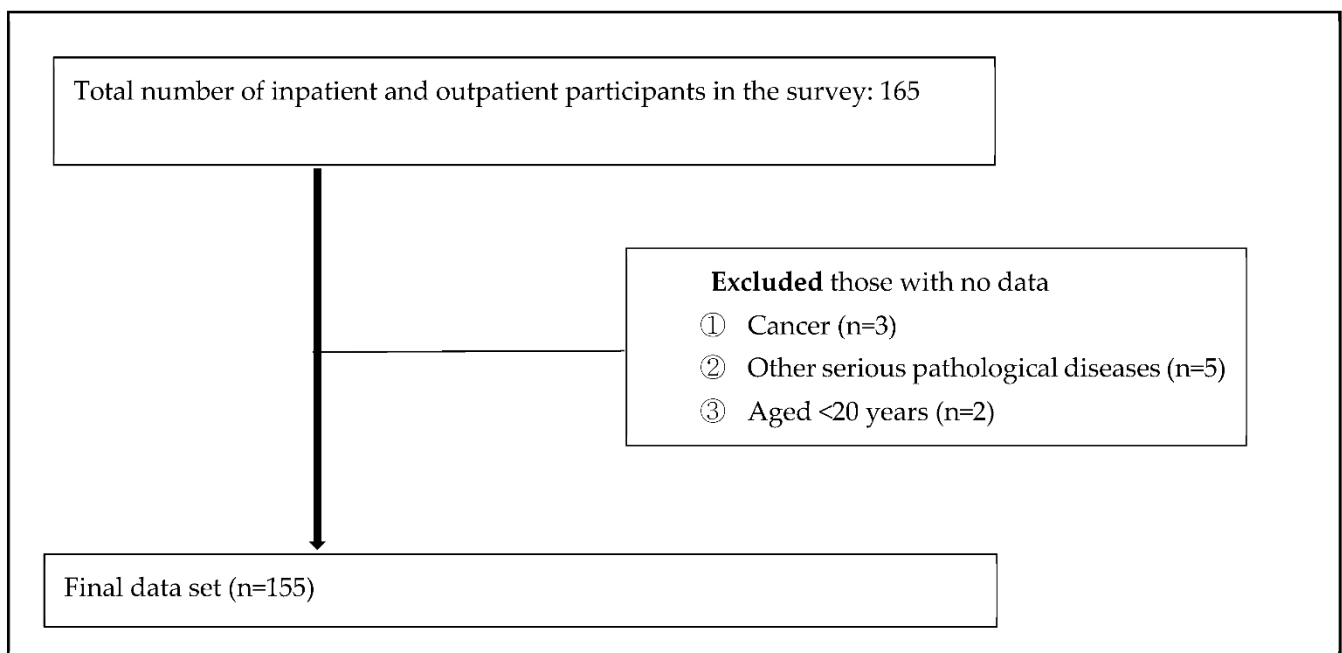 Total number of inpatient and outpatient participants in the survey: 165
Excluded those with no data
① Cancer (n=3)
② Other serious pathological diseases (n=5)
③ Aged <20 years (n=2)
Final data set (n=155)